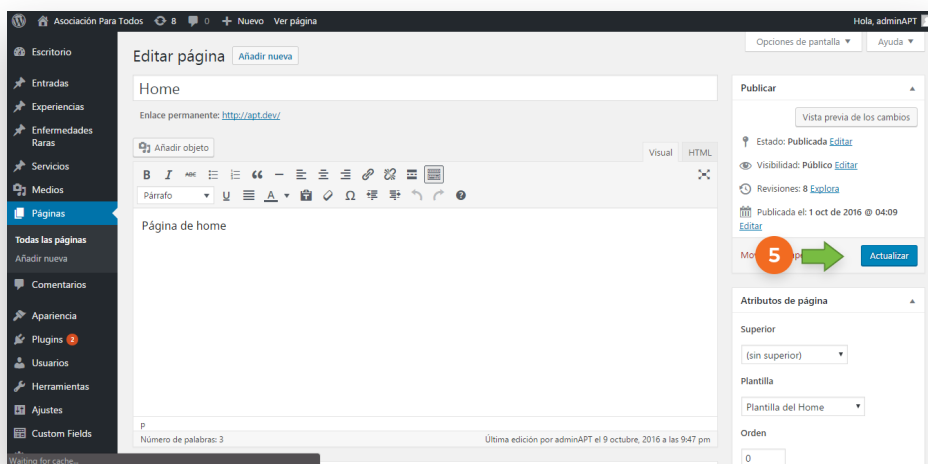 Asociación Para Todos 8 0 Nuevo Ver página Hola, adminAPT
Opciones de pantalla ▼ Ayuda ▼
Escritorio
Entradas
Experiencias
Enfermedades
Raras
Servicios
Medios
Páginas
Todas las páginas
Añadir nueva
Comentarios
Apariencia
Plugins 2
Usuarios
Herramientas
Ajustes
Custom Fields
Waiting for cache...
Editar página Añadir nueva
Home
Enlace permanente: http://apt.dev/
Añadir objeto
Visual HTML
B I ABC “
Párrafo U A Ω
Página de home
P
Número de palabras: 3 Última edición por adminAPT el 9 octubre, 2016 a las 9:47 pm
Publicar
Vista previa de los cambios
Estado: Publicada Editar
Visibilidad: Público Editar
Revisiones: 8 Explora
Publicada el: 1 oct de 2016 @ 04:09
Editar
5 Actualizar
Atributos de página
Superior
(sin superior)
Plantilla
Plantilla del Home
Orden
0